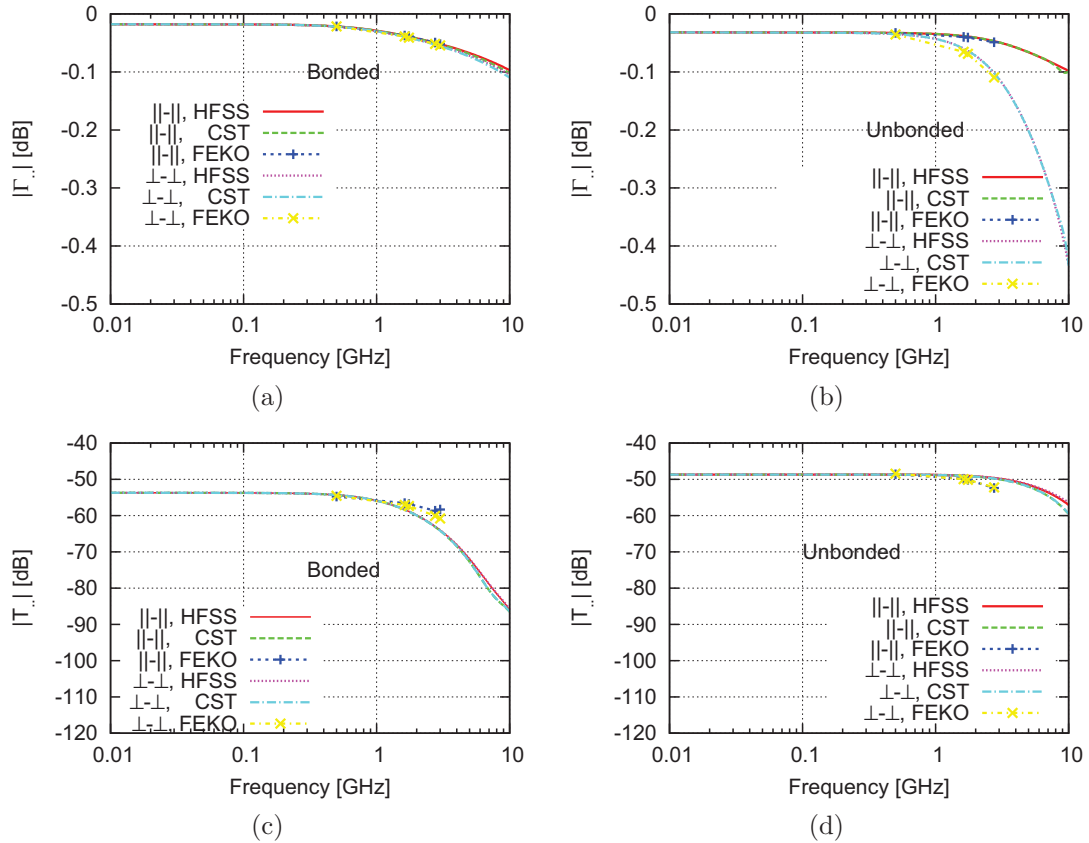 0
-0.1
-0.2
-0.3
-0.4
-0.5
|Γ..| [dB]
Bonded
||-||, HFSS
||-||, CST
||-||, FEKO
⊥-⊥, HFSS
⊥-⊥, CST
⊥-⊥, FEKO
0.01 0.1 1 10
Frequency [GHz]
(a)
0
-0.1
-0.2
-0.3
-0.4
-0.5
|Γ..| [dB]
Unbonded
||-||, HFSS
||-||, CST
||-||, FEKO
⊥-⊥, HFSS
⊥-⊥, CST
⊥-⊥, FEKO
0.01 0.1 1 10
Frequency [GHz]
(b)
-40
-50
-60
-70
-80
-90
-100
-110
-120
|T..| [dB]
Bonded
||-||, HFSS
||-||, CST
||-||, FEKO
⊥-⊥, HFSS
⊥-⊥, CST
⊥-⊥, FEKO
0.01 0.1 1 10
Frequency [GHz]
(c)
-40
-50
-60
-70
-80
-90
-100
-110
-120
|T..| [dB]
Unbonded
||-||, HFSS
||-||, CST
||-||, FEKO
⊥-⊥, HFSS
⊥-⊥, CST
⊥-⊥, FEKO
0.01 0.1 1 10
Frequency [GHz]
(d)